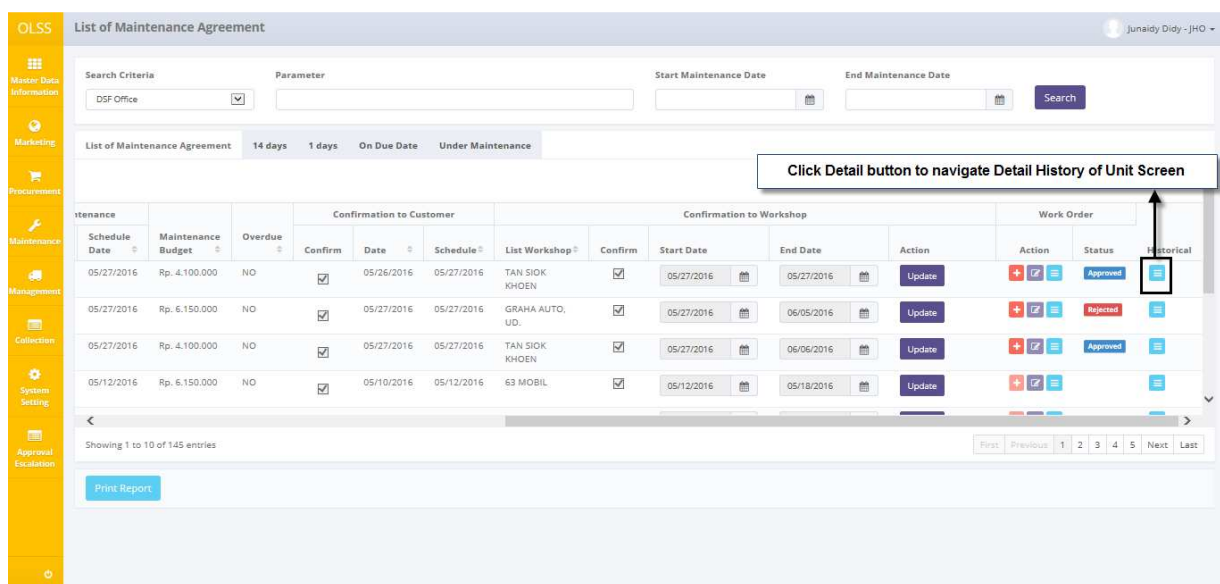 OLSS
List of Maintenance Agreement
Junaidy Didy - JHO
Master Data
Information
Marketing
Procurement
Maintenance
Management
Collection
System
Setting
Approval
Escalation
Search Criteria
Parameter
Start Maintenance Date
End Maintenance Date
DSF Office
Search
List of Maintenance Agreement 14 days 1 days On Due Date Under Maintenance
Click Detail button to navigate Detail History of Unit Screen
ntenance Confirmation to Customer Confirmation to Workshop Work Order
Schedule Date Maintenance Budget Overdue Confirm Date Schedule List Workshop Confirm Start Date End Date Action Action Status Historical
05/27/2016 Rp. 4.100.000 NO 05/26/2016 05/27/2016 TAN SIOK KHOEN 05/27/2016 05/27/2016 Update Approved
05/27/2016 Rp. 6.150.000 NO 05/27/2016 05/27/2016 GRAHA AUTO, UD. 05/27/2016 06/05/2016 Update Rejected
05/27/2016 Rp. 4.100.000 NO 05/27/2016 05/27/2016 TAN SIOK KHOEN 05/27/2016 06/06/2016 Update Approved
05/12/2016 Rp. 6.150.000 NO 05/10/2016 05/12/2016 63 MOBIL 05/12/2016 05/18/2016 Update
Showing 1 to 10 of 145 entries
First Previous 1 2 3 4 5 Next Last
Print Report